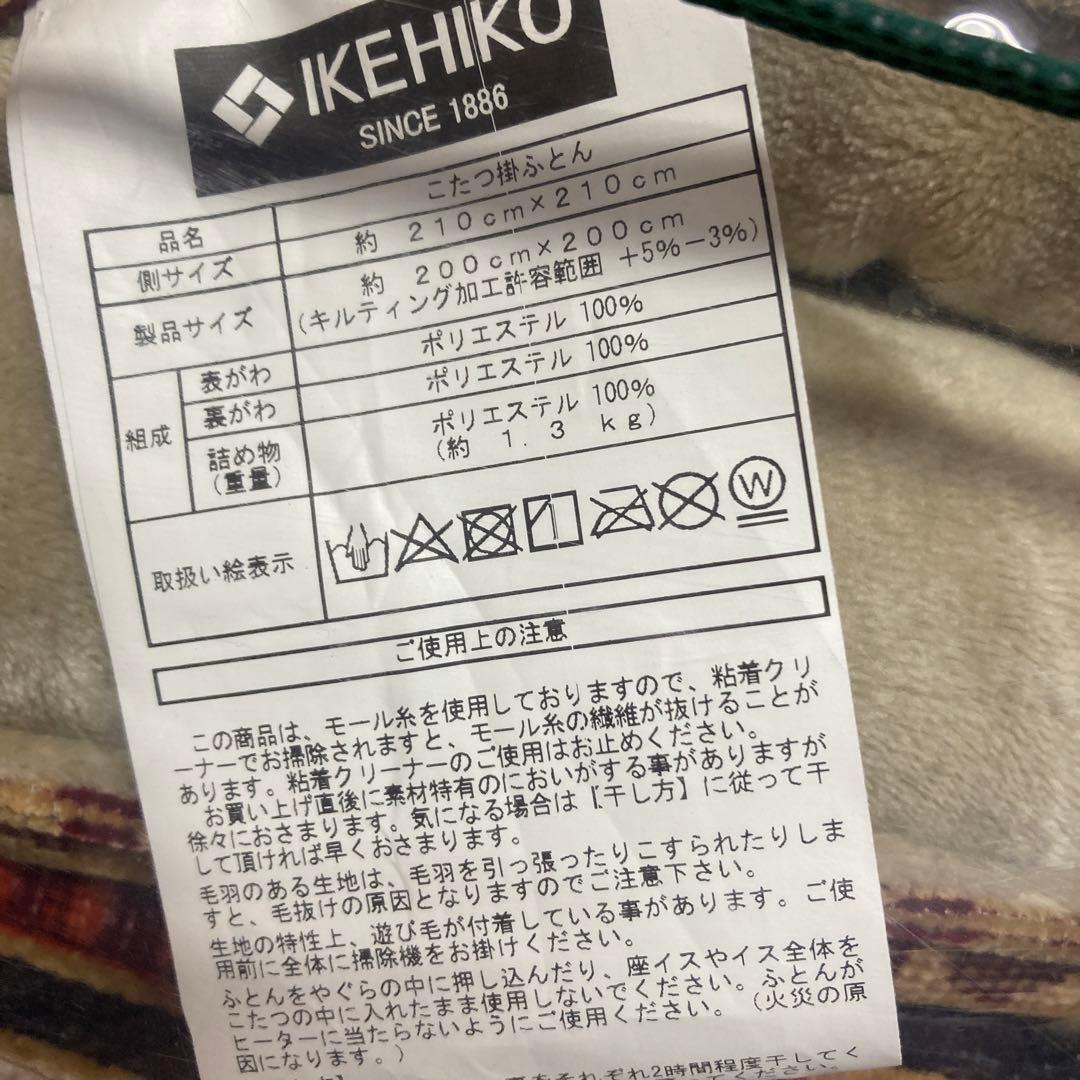 IKEHIKO
SINCE 1886
品名
こたつ掛ふとん
側サイズ
約 210cm×210cm
製品サイズ
約 200cm×200cm
(キルティング加工許容範囲 +5%-3%)
組成
表がわ
ポリエステル 100%
裏がわ
ポリエステル 100%
詰め物
(重量)
ポリエステル 100%
(約 1.3 kg)
取扱い絵表示
W
ご使用上の注意
この商品は、モール糸を使用しておりますので、粘着クリ
ーナーでお掃除されますと、モール糸の繊維が抜けることが
あります。粘着クリーナーのご使用はお止めください。
お買い上げ直後に素材特有のにおいがする事がありますが
徐々におさまります。気になる場合は【干し方】に従って干
して頂ければ早くおさまります。
毛羽のある生地は、毛羽を引っ張ったりこすられたりしま
すと、毛抜けの原因となりますのでご注意下さい。
生地の特性上、遊び毛が付着している事があります。ご使
用前に全体に掃除機をお掛けください。
ふとんをやぐらの中に押し込んだり、座イスやイス全体を
こたつの中に入れたまま使用しないでください。ふとんが
ヒーターに当たらないようにご使用ください。(火災の原
因になります。)
をそれぞれ2時間程度干してく